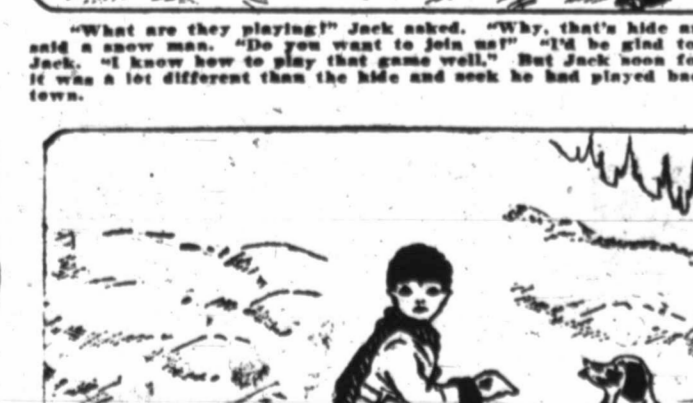 "What are they playing?" Jack asked. "Why, that's hide a
said a snow man. "Do you want to join us?" "I'd be glad to
Jack. "I know how to play that game well." But Jack soon fo
it was a lot different than the hide and seek he had played ba
town.